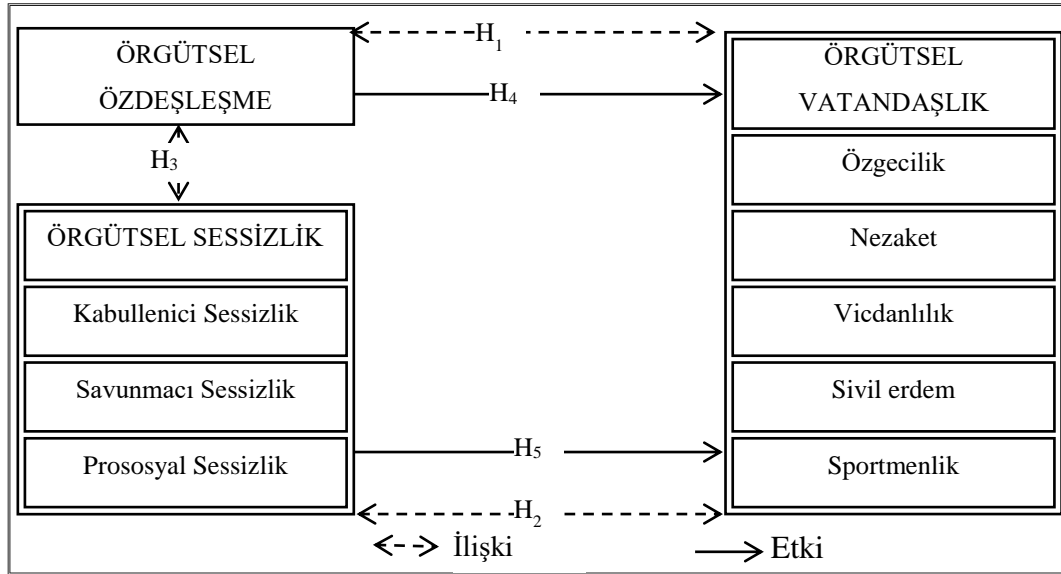 ÖRGÜTSEL
ÖZDEŞLEŞME
H₁
H₄
H₃
ÖRGÜTSEL SESSİZLİK
Kabullenici Sessizlik
Savunmacı Sessizlik
Prososyal Sessizlik
ÖRGÜTSEL
VATANDAŞLIK
Özgecilik
Nezaket
Vicdanlılık
Sivil erdem
Sportmenlik
H₅
H₂
İlişki
Etki